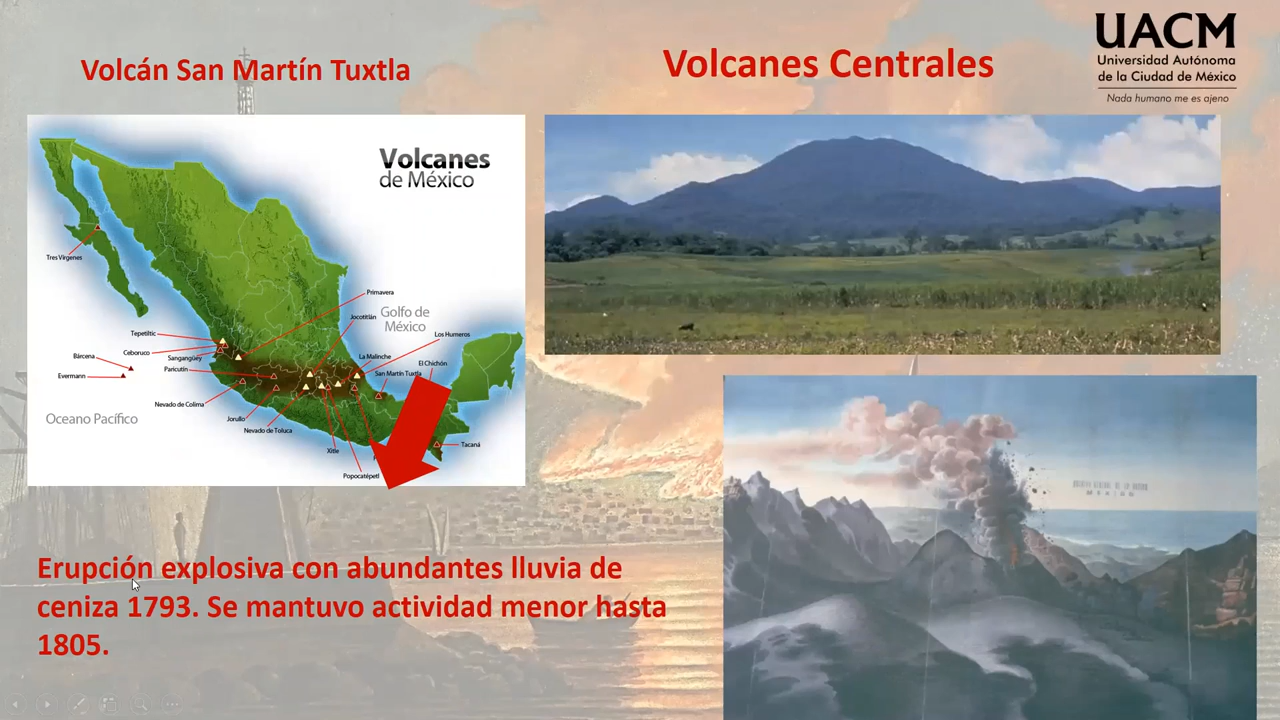 Volcán San Martín Tuxtla
Volcanes Centrales
UACM
Universidad Autónoma
de la Ciudad de México
Nada humano me es ajeno
Volcanes
de México
Tres Vírgenes
Primavera
Golfo de
México
Jocotitlán
Tepetiltic
Los Humeros
Ceboruco
Sangangüey
La Malinche
Bárcena
El Chichón
Paricutín
San Martín Tuxtla
Evermann
Nevado de Colima
Oceano Pacífico
Jorullo
Nevado de Toluca
Tacaná
Xitle
Popocatépetl
Erupción explosiva con abundantes lluvia de
ceniza 1793. Se mantuvo actividad menor hasta
1805.